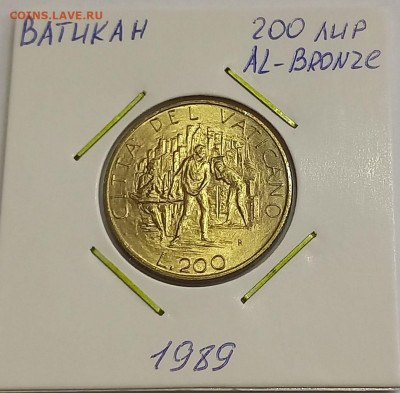 COINS.LAVE.RU
ВАТИКАН
200 ЛИР
AL-BRONZE
CITTA' DEL VATICANO
R
L.200
1989